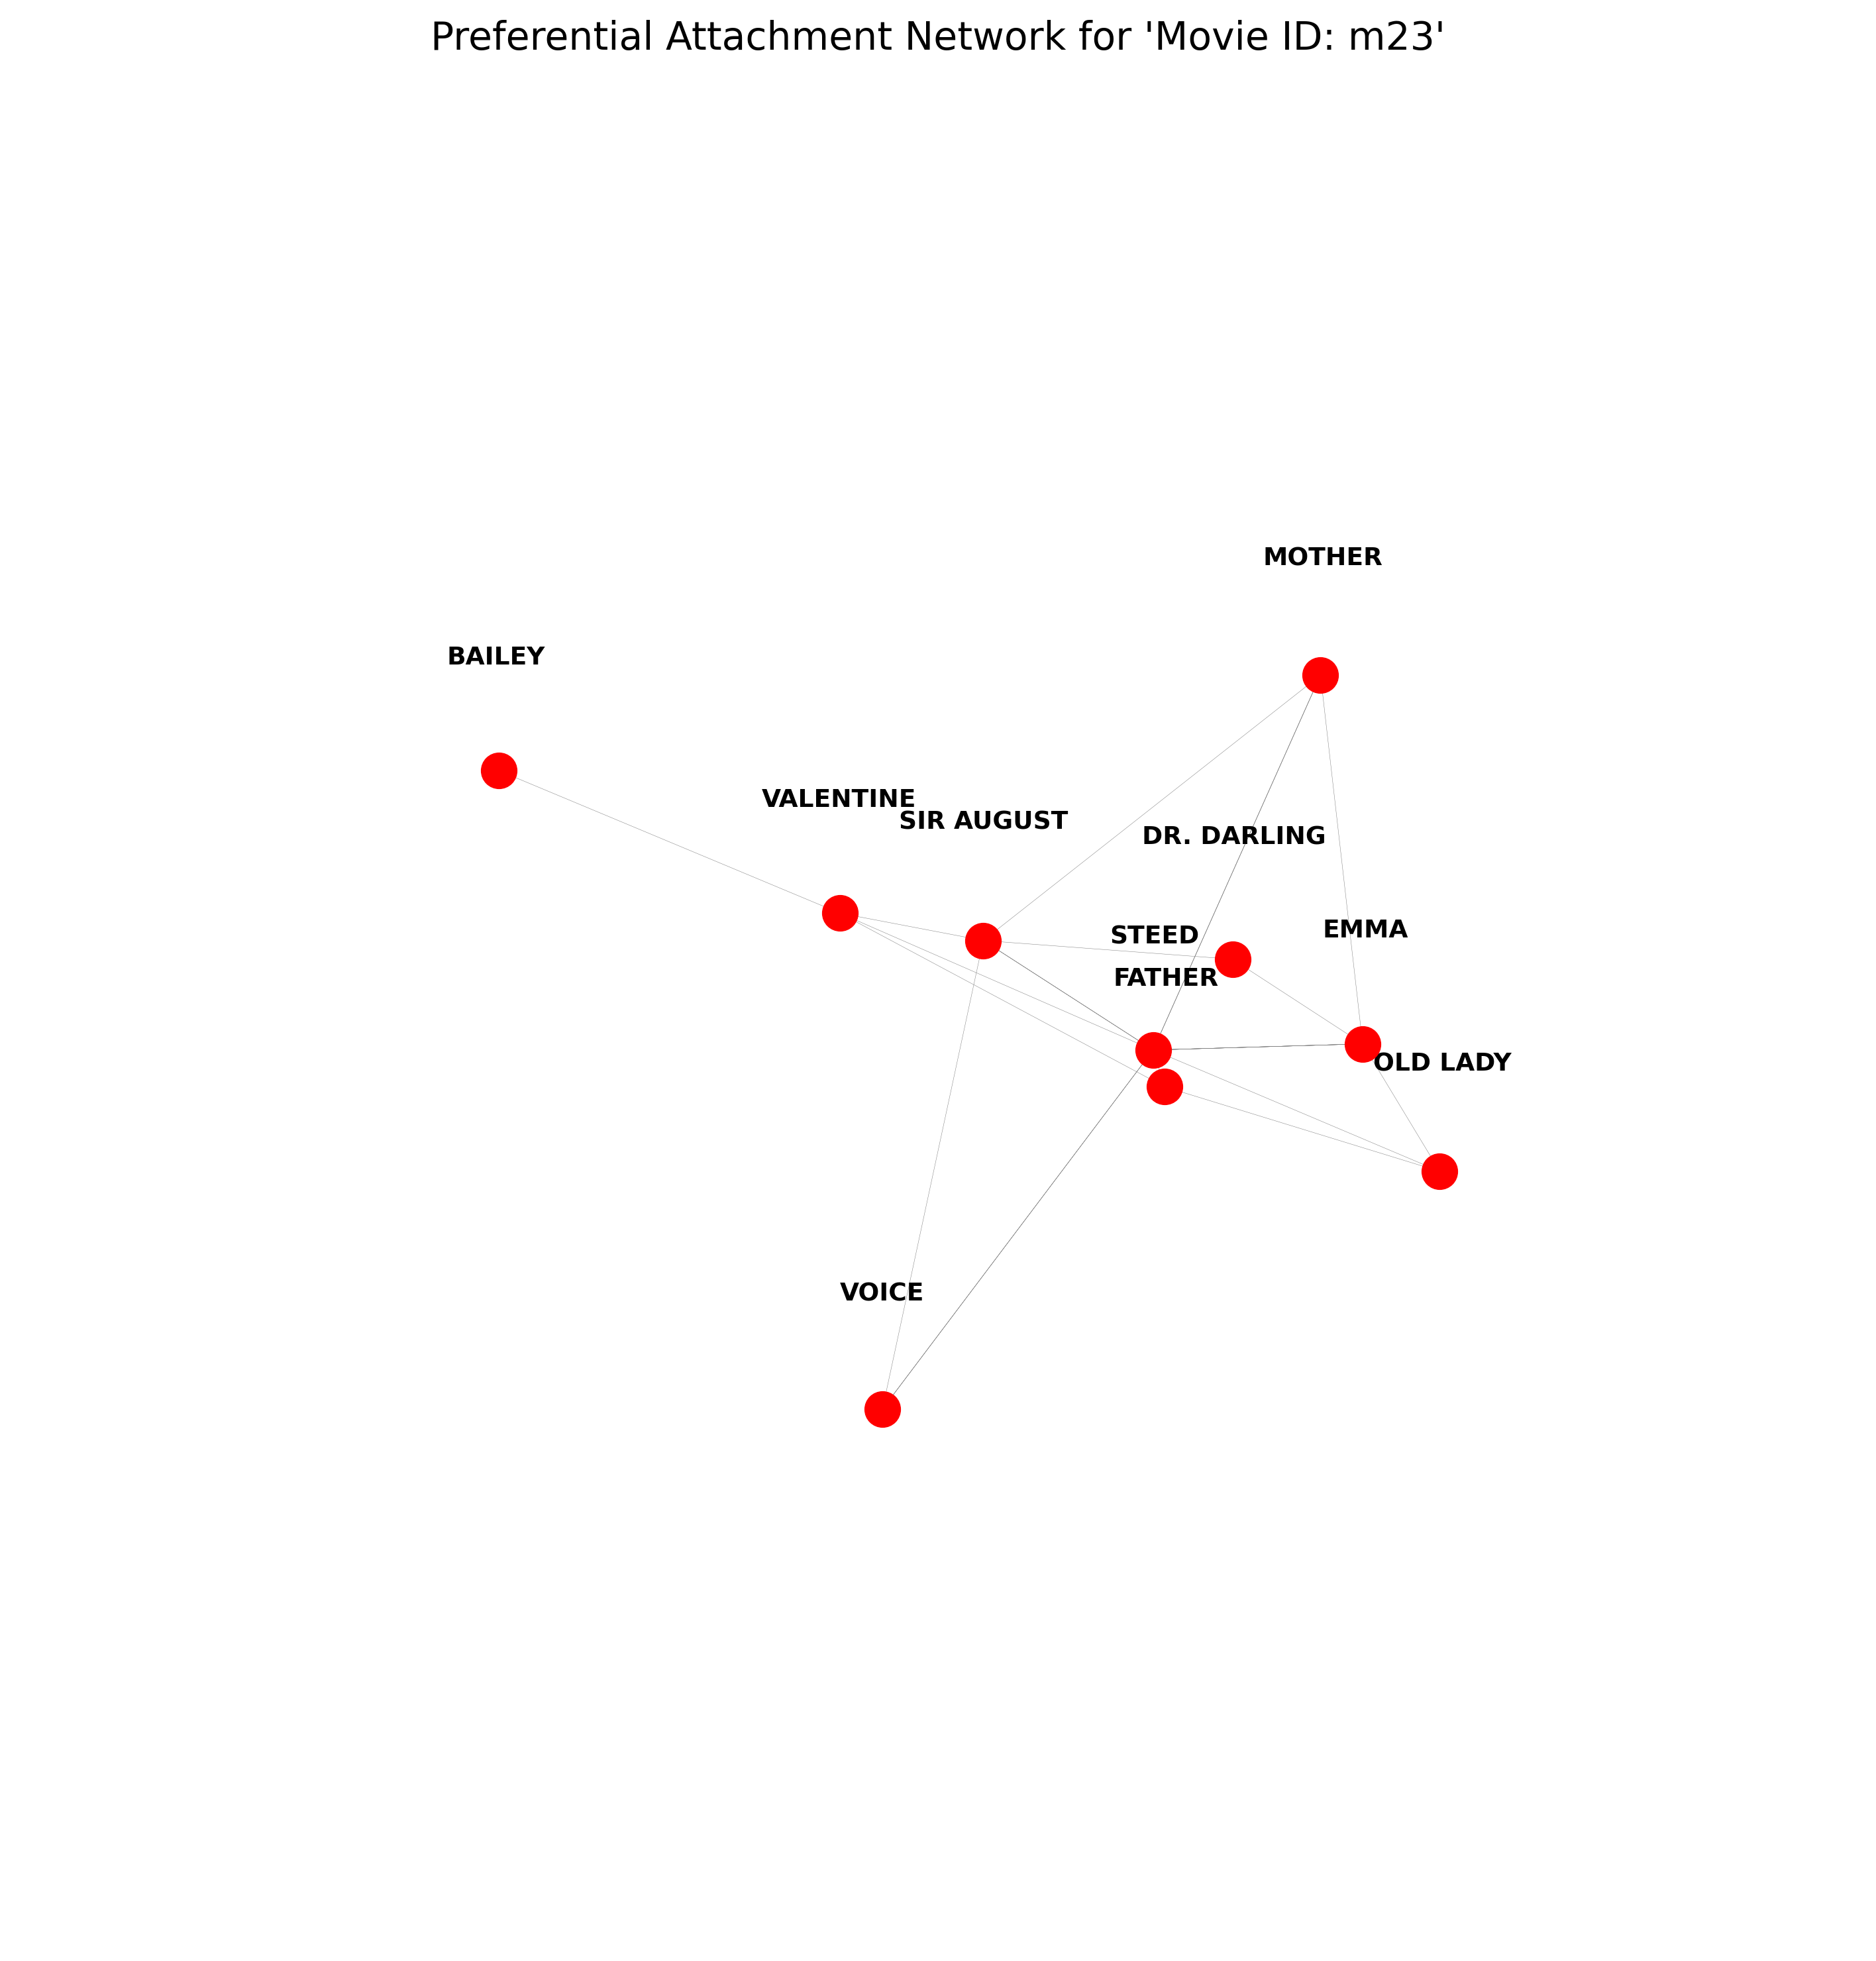 Preferential Attachment Network for 'Movie ID: m23'
MOTHER
BAILEY
VALENTINE
SIR AUGUST
DR. DARLING
EMMA
STEED
FATHER
OLD LADY
VOICE